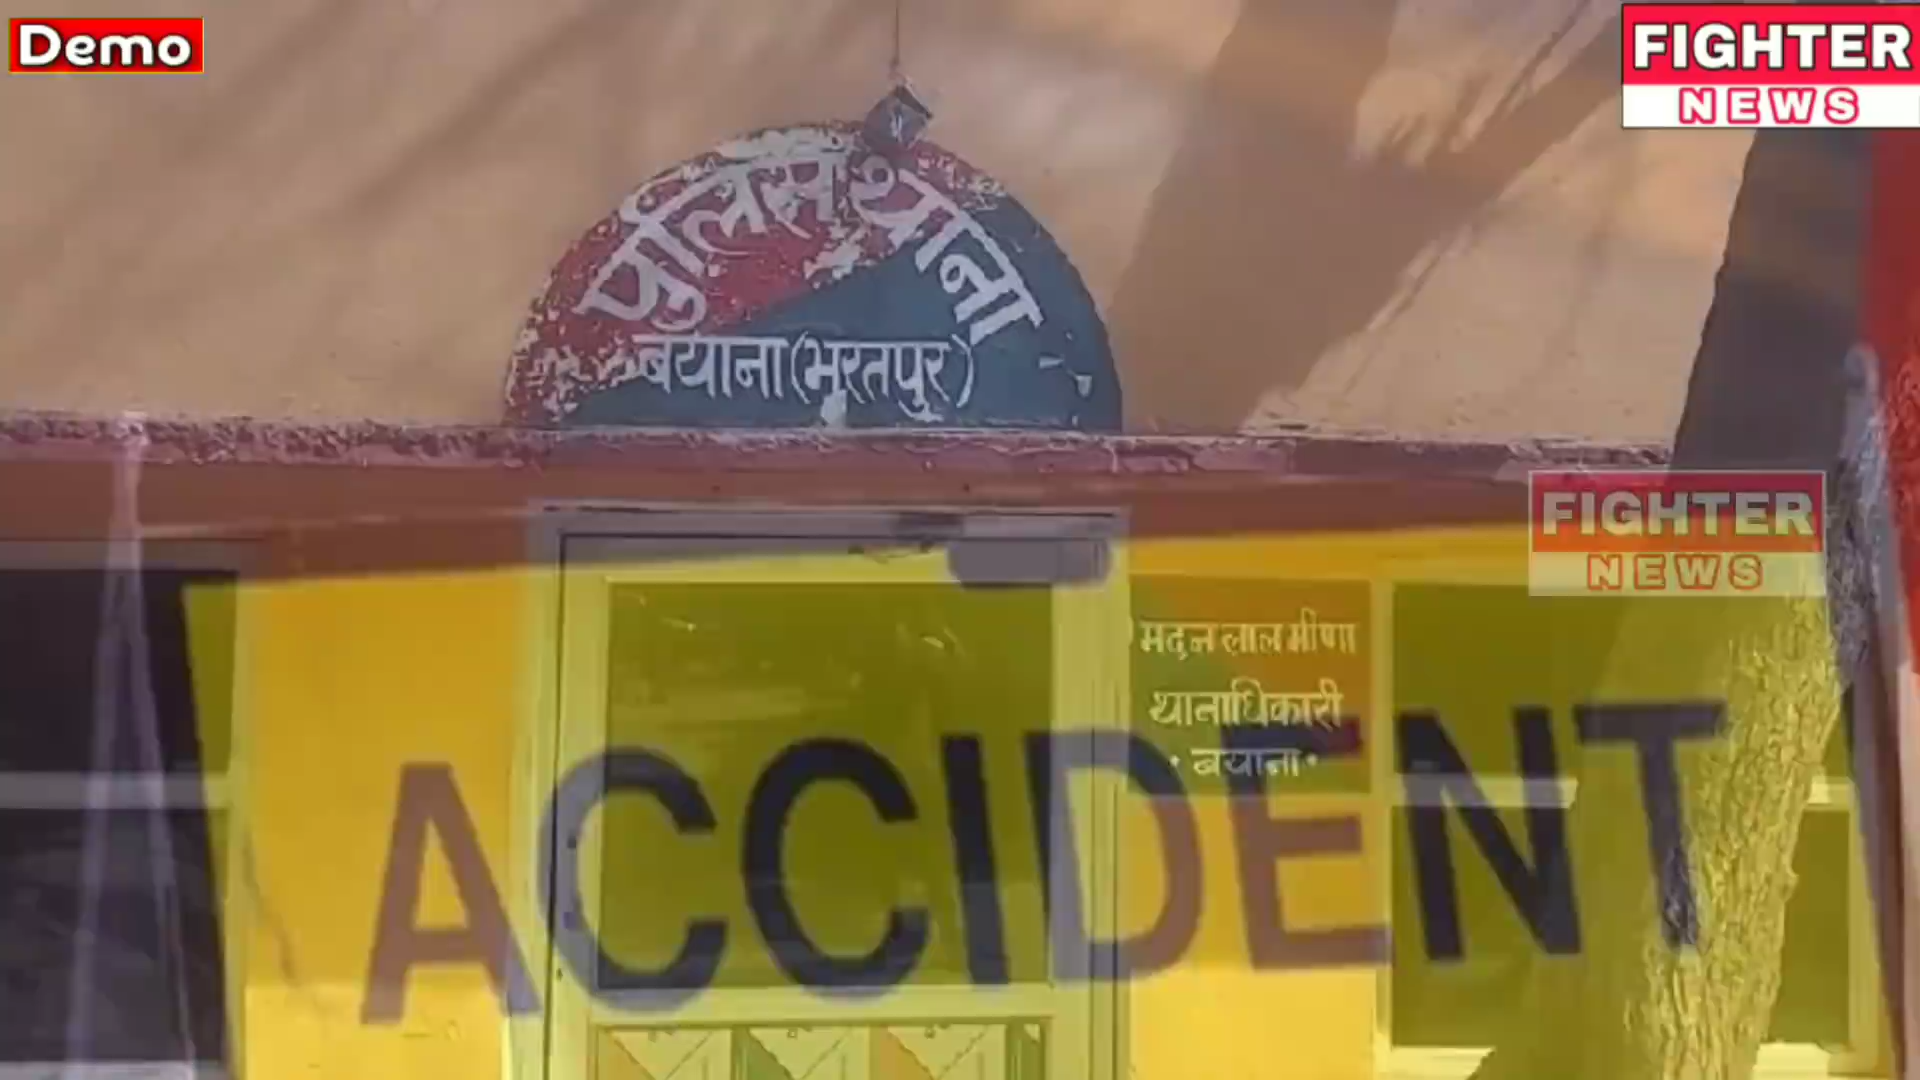 Demo
FIGHTER
NEWS
पुलिस थाना
बयाना (भरतपुर)
FIGHTER
NEWS
मदन लाल मीणा
थानाधिकारी
• बयाना •
ACCIDENT